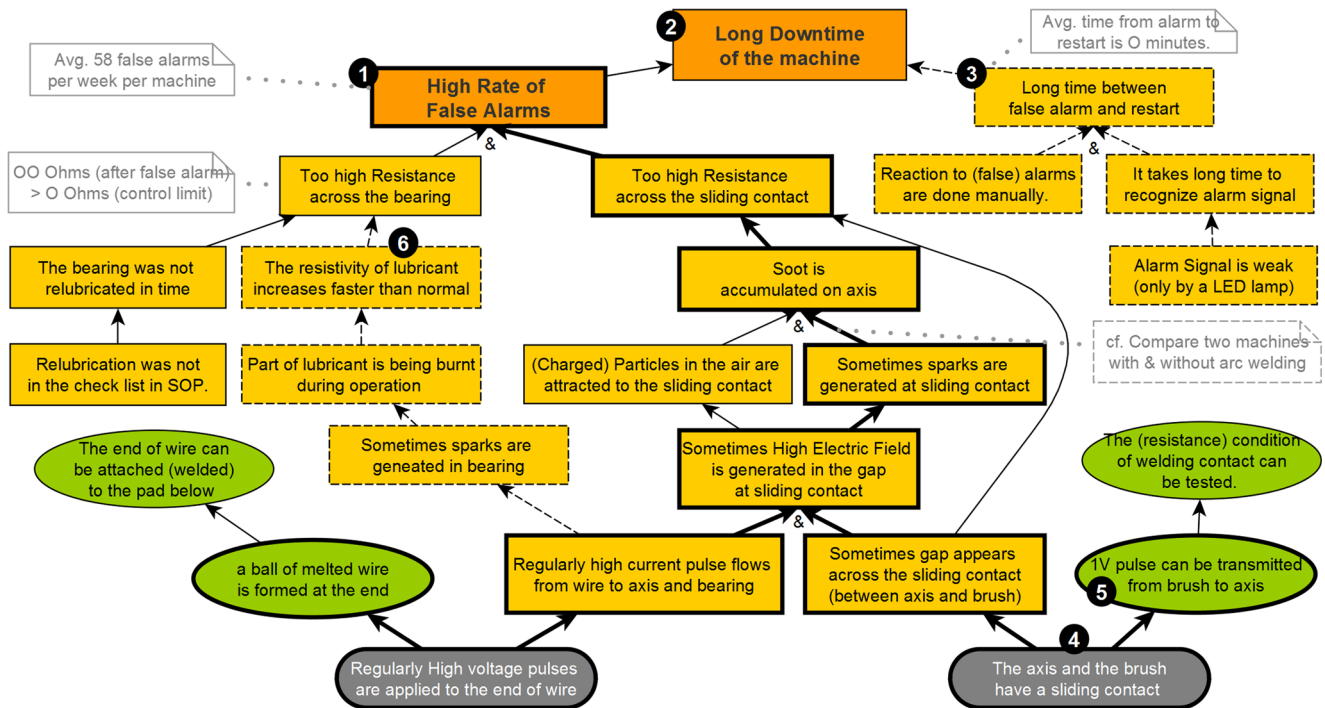 Avg. 58 false alarms
per week per machine
1
High Rate of
False Alarms
2
Long Downtime
of the machine
Avg. time from alarm to
restart is O minutes.
3
Long time between
false alarm and restart
&
&
OO Ohms (after false alarm)
> O Ohms (control limit)
Too high Resistance
across the bearing
Too high Resistance
across the sliding contact
Reaction to (false) alarms
are done manually.
It takes long time to
recognize alarm signal
The bearing was not
relubricated in time
6
The resistivity of lubricant
increases faster than normal
Soot is
accumulated on axis
Alarm Signal is weak
(only by a LED lamp)
&
Relubrication was not
in the check list in SOP.
Part of lubricant is being burnt
during operation
(Charged) Particles in the air are
attracted to the sliding contact
Sometimes sparks are
generated at sliding contact
cf. Compare two machines
with & without arc welding
The end of wire can
be attached (welded)
to the pad below
Sometimes sparks are
geneated in bearing
Sometimes High Electric Field
is generated in the gap
at sliding contact
The (resistance) condition
of welding contact can
be tested.
&
a ball of melted wire
is formed at the end
Regularly high current pulse flows
from wire to axis and bearing
Sometimes gap appears
across the sliding contact
(between axis and brush)
1V pulse can be transmitted
from brush to axis
5
Regularly High voltage pulses
are applied to the end of wire
4
The axis and the brush
have a sliding contact